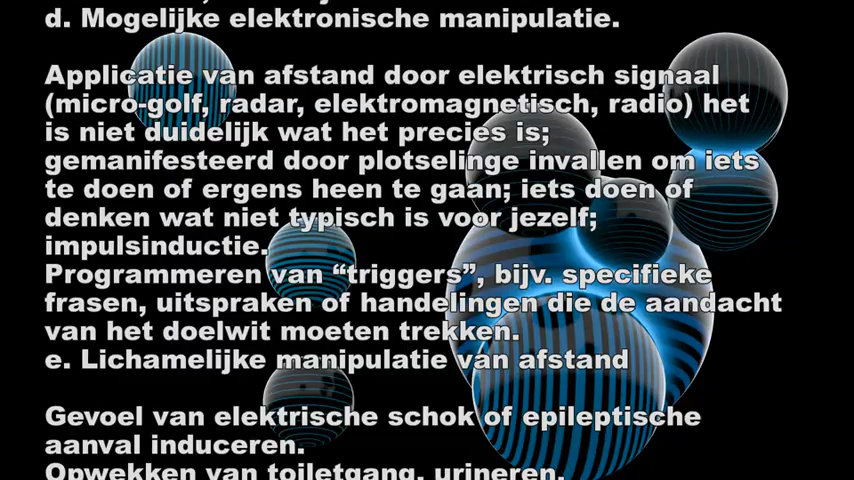 d. Mogelijke elektronische manipulatie.
Applicatie van afstand door elektrisch signaal
(micro-golf, radar, elektromagnetisch, radio) het
is niet duidelijk wat het precies is;
gemanifesteerd door plotselinge invallen om iets
te doen of ergens heen te gaan; iets doen of
denken wat niet typisch is voor jezelf;
impulsinductie.
Programmeren van “triggers”, bijv. specifieke
frasen, uitspraken of handelingen die de aandacht
van het doelwit moeten trekken.
e. Lichamelijke manipulatie van afstand
Gevoel van elektrische schok of epileptische
aanval induceren.
Opwekken van toiletgang, urineren,